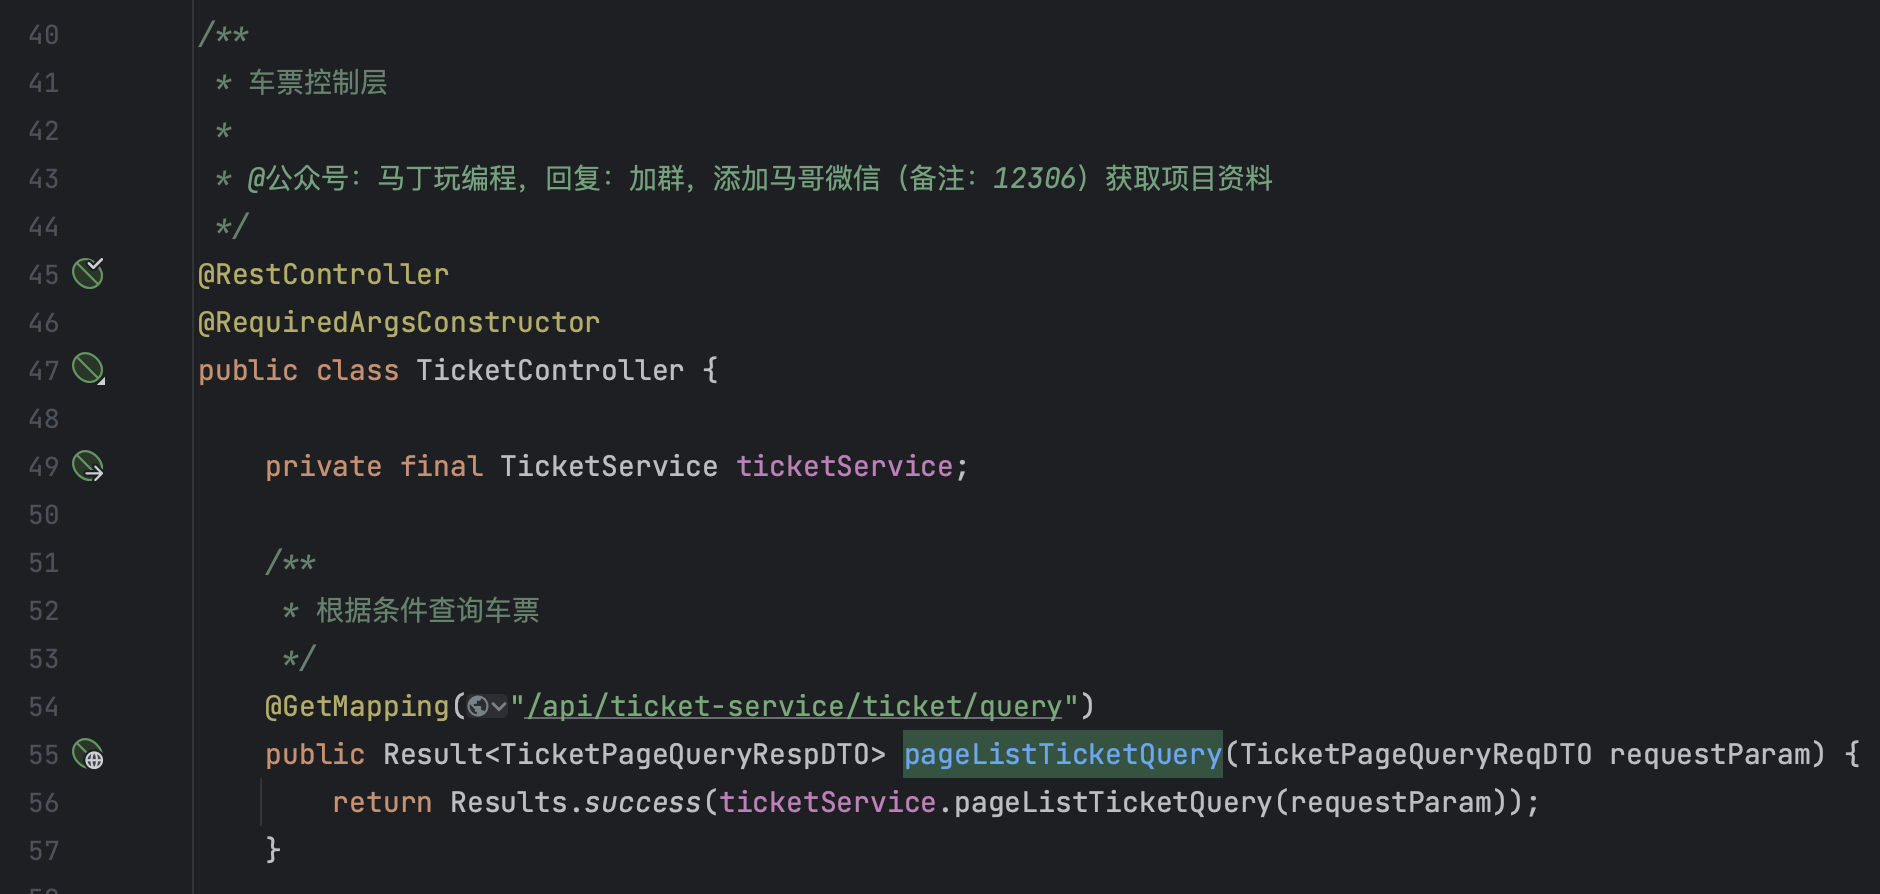 40 /**
41  * 车票控制层
42  *
43  * @公众号：马丁玩编程，回复：加群，添加马哥微信（备注：12306）获取项目资料
44  */
45 @RestController
46 @RequiredArgsConstructor
47 public class TicketController {
48
49     private final TicketService ticketService;
50
51     /**
52      * 根据条件查询车票
53      */
54     @GetMapping("/api/ticket-service/ticket/query")
55     public Result<TicketPageQueryRespDTO> pageListTicketQuery(TicketPageQueryReqDTO requestParam) {
56         return Results.success(ticketService.pageListTicketQuery(requestParam));
57     }